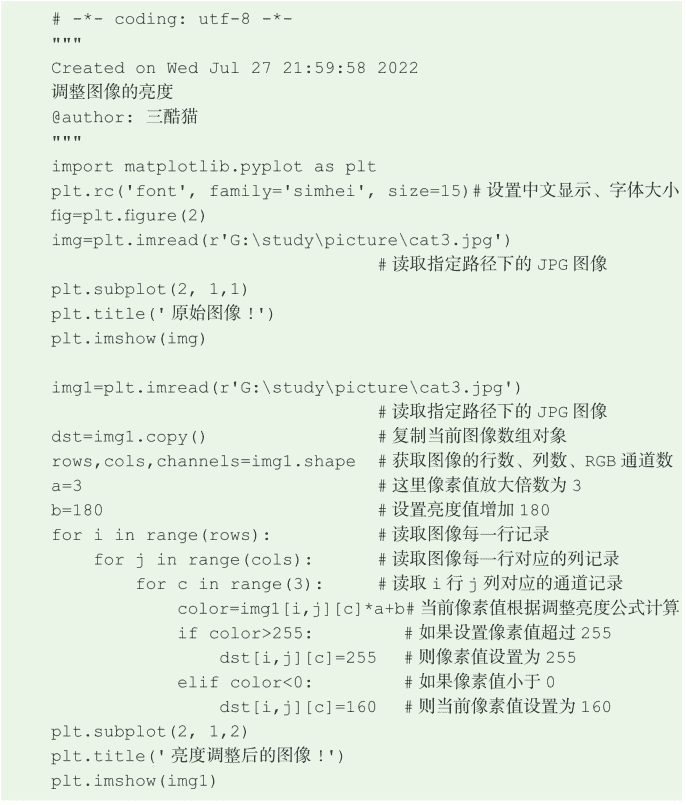 # -*- coding: utf-8 -*-
"""
Created on Wed Jul 27 21:59:58 2022
调整图像的亮度
@author: 三酷猫
"""
import matplotlib.pyplot as plt
plt.rc('font', family='simhei', size=15)# 设置中文显示、字体大小
fig=plt.figure(2)
img=plt.imread(r'G:\study\picture\cat3.jpg')
# 读取指定路径下的 JPG 图像
plt.subplot(2, 1,1)
plt.title(' 原始图像 !')
plt.imshow(img)
img1=plt.imread(r'G:\study\picture\cat3.jpg')
# 读取指定路径下的 JPG 图像
dst=img1.copy() # 复制当前图像数组对象
rows,cols,channels=img1.shape # 获取图像的行数、列数、RGB 通道数
a=3 # 这里像素值放大倍数为 3
b=180 # 设置亮度值增加 180
for i in range(rows): # 读取图像每一行记录
    for j in range(cols): # 读取图像每一行对应的列记录
        for c in range(3): # 读取 i 行 j 列对应的通道记录
            color=img1[i,j][c]*a+b# 当前像素值根据调整亮度公式计算
            if color>255: # 如果设置像素值超过 255
                dst[i,j][c]=255 # 则像素值设置为 255
            elif color<0: # 如果像素值小于 0
                dst[i,j][c]=160 # 则当前像素值设置为 160
plt.subplot(2, 1,2)
plt.title(' 亮度调整后的图像 !')
plt.imshow(img1)